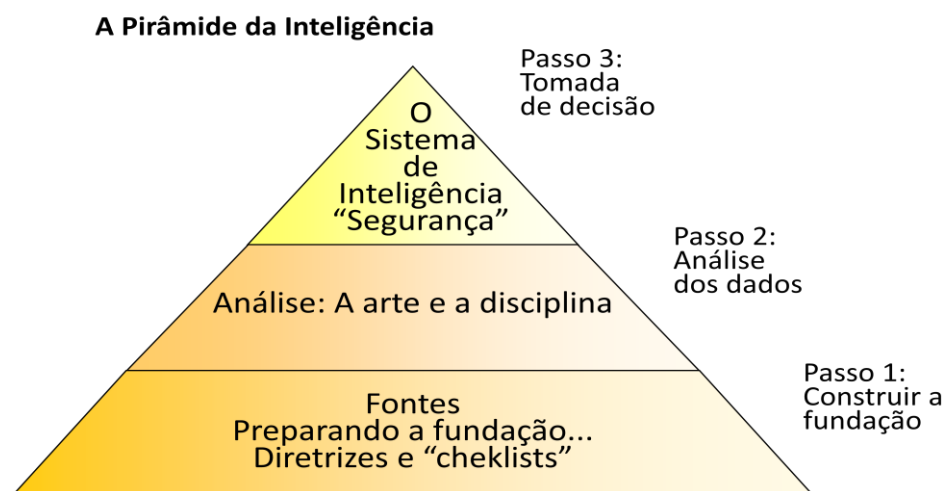 A Pirâmide da Inteligência
Passo 3:
Tomada
de decisão
O
Sistema
de
Inteligência
“Segurança”
Passo 2:
Análise
dos dados
Análise: A arte e a disciplina
Passo 1:
Construir a
fundação
Fontes
Preparando a fundação...
Diretrizes e “cheklists”